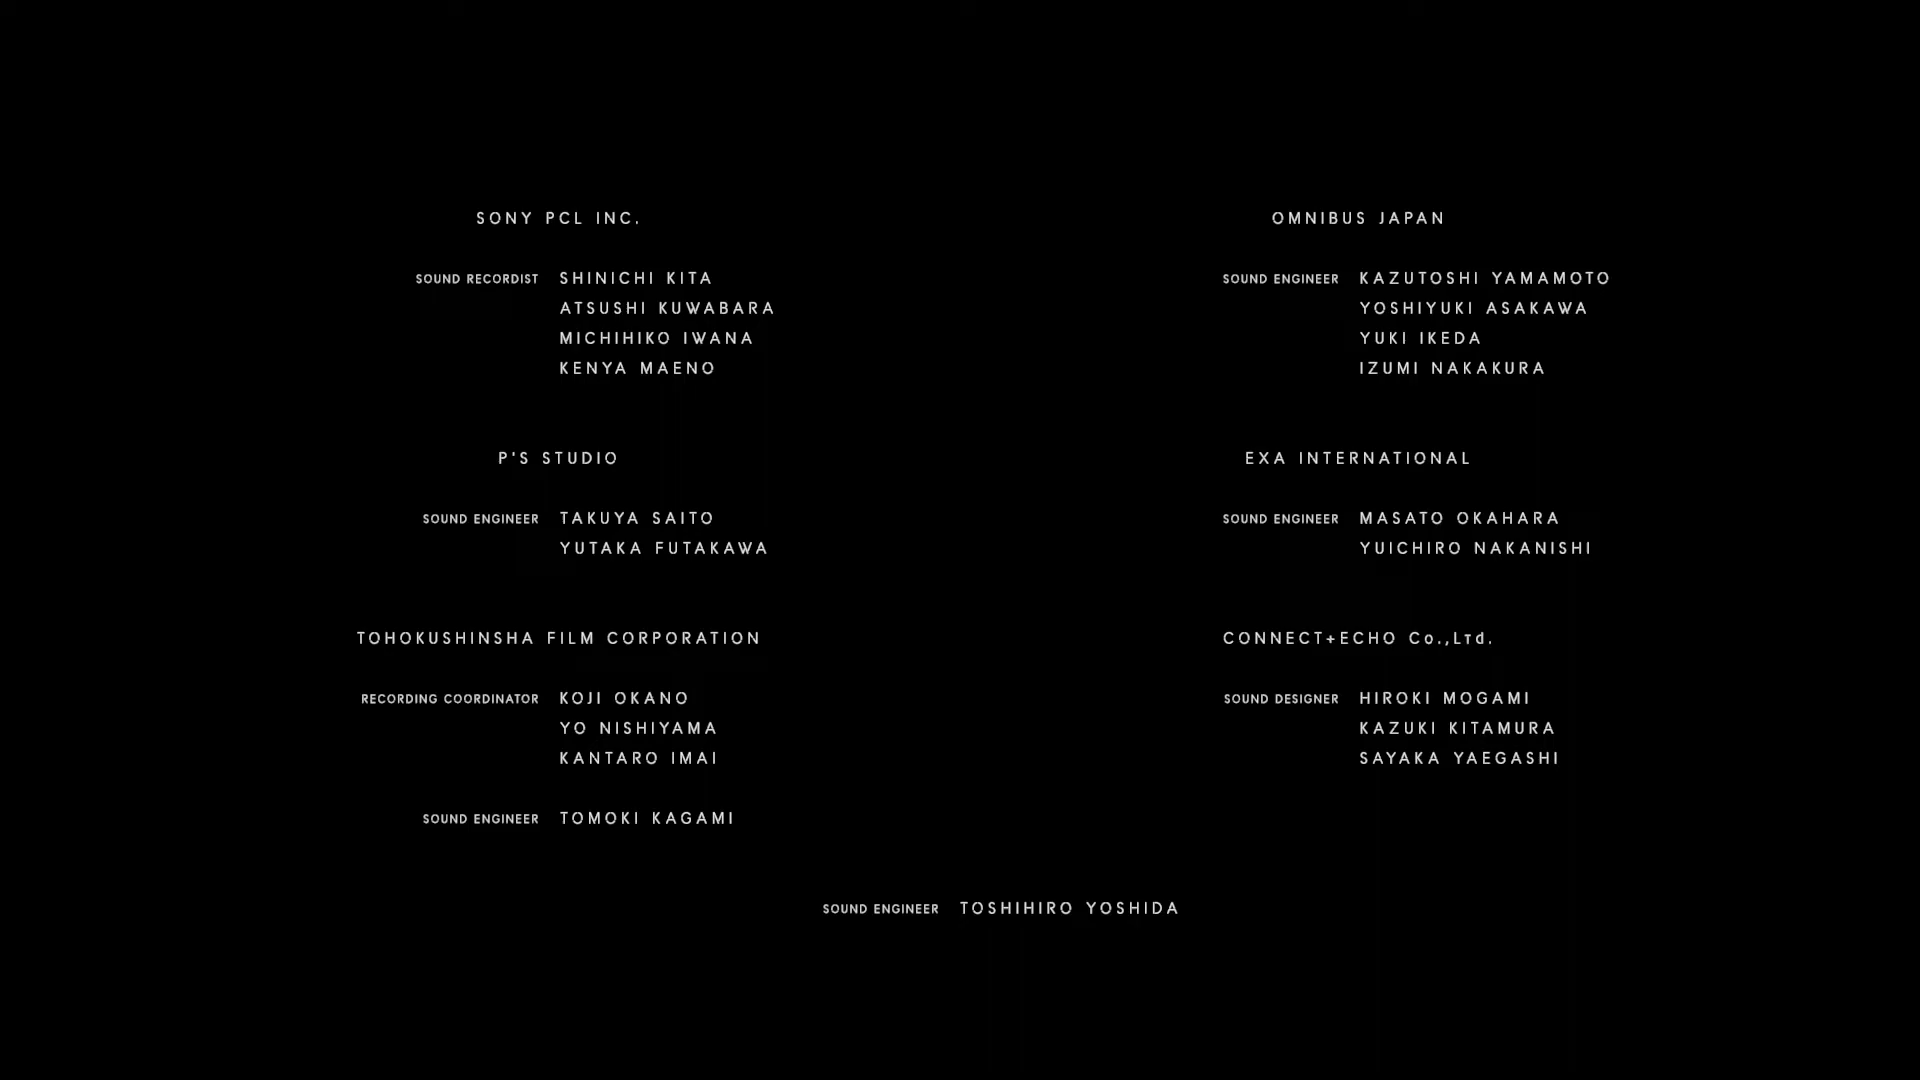 SONY PCL INC.
SOUND RECORDIST SHINICHI KITA
ATSUSHI KUWABARA
MICHIHIKO IWANA
KENYA MAENO
P'S STUDIO
SOUND ENGINEER TAKUYA SAITO
YUTAKA FUTAKAWA
TOHOKUSHINSHA FILM CORPORATION
RECORDING COORDINATOR KOJI OKANO
YO NISHIYAMA
KANTARO IMAI
SOUND ENGINEER TOMOKI KAGAMI
OMNIBUS JAPAN
SOUND ENGINEER KAZUTOSHI YAMAMOTO
YOSHIYUKI ASAKAWA
YUKI IKEDA
IZUMI NAKAKURA
EXA INTERNATIONAL
SOUND ENGINEER MASATO OKAHARA
YUICHIRO NAKANISHI
CONNECT+ECHO Co.,Ltd.
SOUND DESIGNER HIROKI MOGAMI
KAZUKI KITAMURA
SAYAKA YAEGASHI
SOUND ENGINEER TOSHIHIRO YOSHIDA